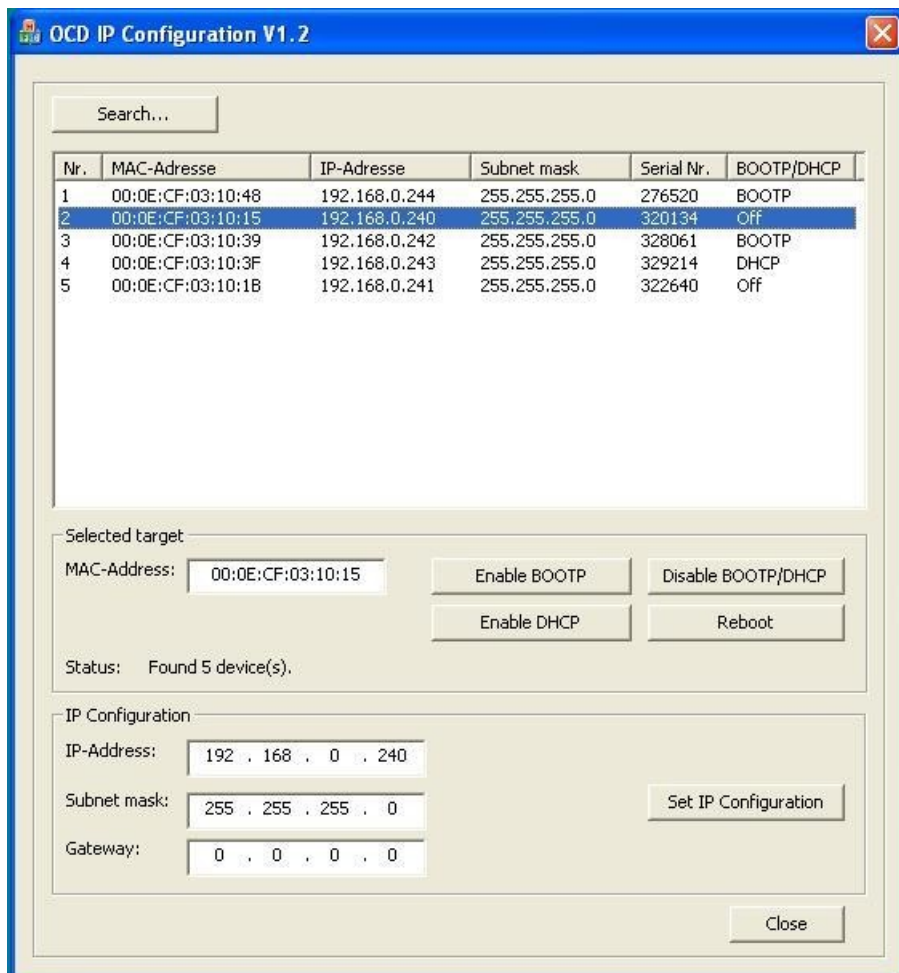 OCD IP Configuration V1.2
Search...
Nr. MAC-Adresse IP-Adresse Subnet mask Serial Nr. BOOTP/DHCP
1 00:0E:CF:03:10:48 192.168.0.244 255.255.255.0 276520 BOOTP
2 00:0E:CF:03:10:15 192.168.0.240 255.255.255.0 320134 Off
3 00:0E:CF:03:10:39 192.168.0.242 255.255.255.0 328061 BOOTP
4 00:0E:CF:03:10:3F 192.168.0.243 255.255.255.0 329214 DHCP
5 00:0E:CF:03:10:1B 192.168.0.241 255.255.255.0 322640 Off
Selected target
MAC-Address: 00:0E:CF:03:10:15 Enable BOOTP Disable BOOTP/DHCP
Enable DHCP Reboot
Status: Found 5 device(s).
IP Configuration
IP-Address: 192 . 168 . 0 . 240
Subnet mask: 255 . 255 . 255 . 0 Set IP Configuration
Gateway: 0 . 0 . 0 . 0
Close